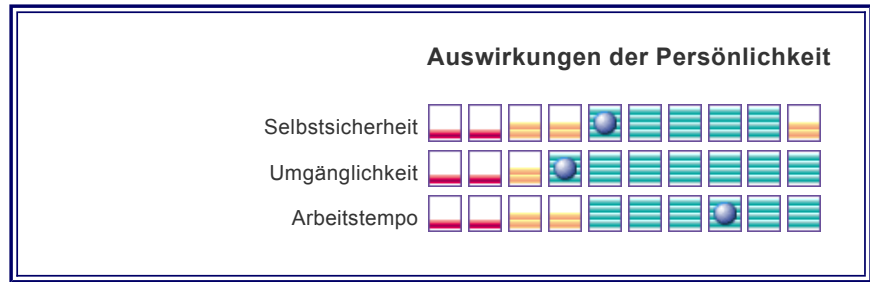 Auswirkungen der Persönlichkeit
Selbstsicherheit
Umgänglichkeit
Arbeitstempo